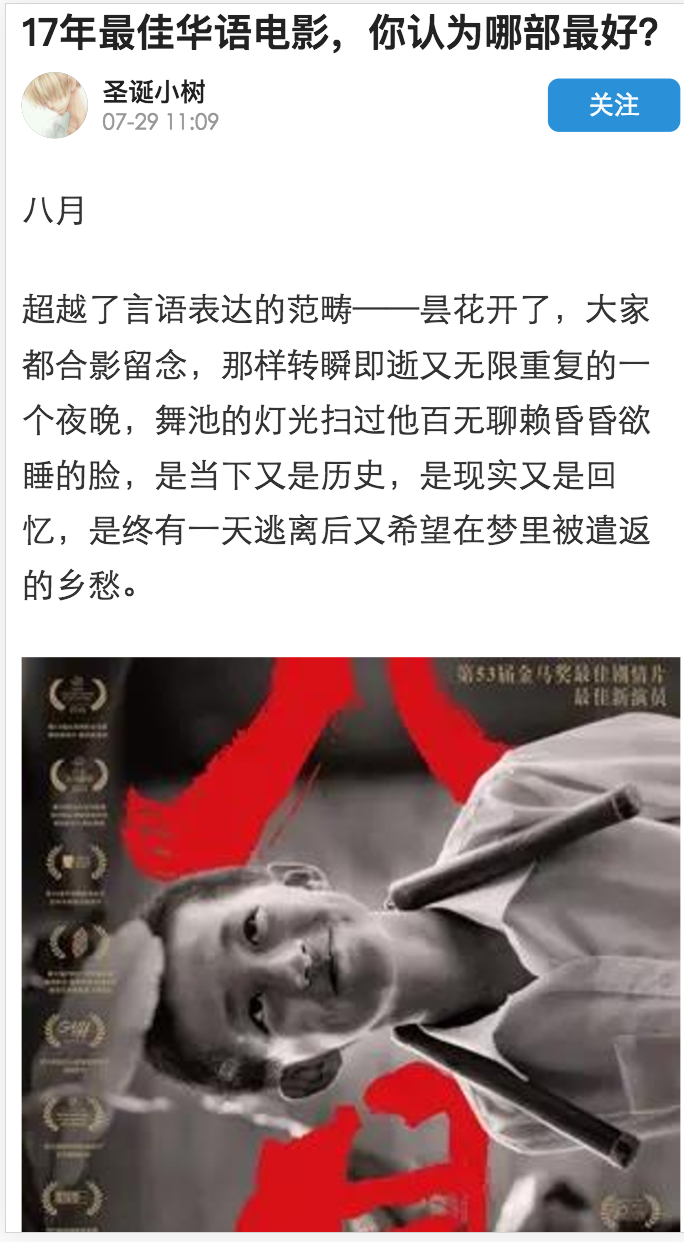 17年最佳华语电影，你认为哪部最好？
圣诞小树
07-29 11:09
关注
八月
超越了言语表达的范畴——昙花开了，大家
都合影留念，那样转瞬即逝又无限重复的一
个夜晚，舞池的灯光扫过他百无聊赖昏昏欲
睡的脸，是当下又是历史，是现实又是回
忆，是终有一天逃离后又希望在梦里被遣返
的乡愁。
第53届金马奖最佳剧情片
最佳新演员
八月